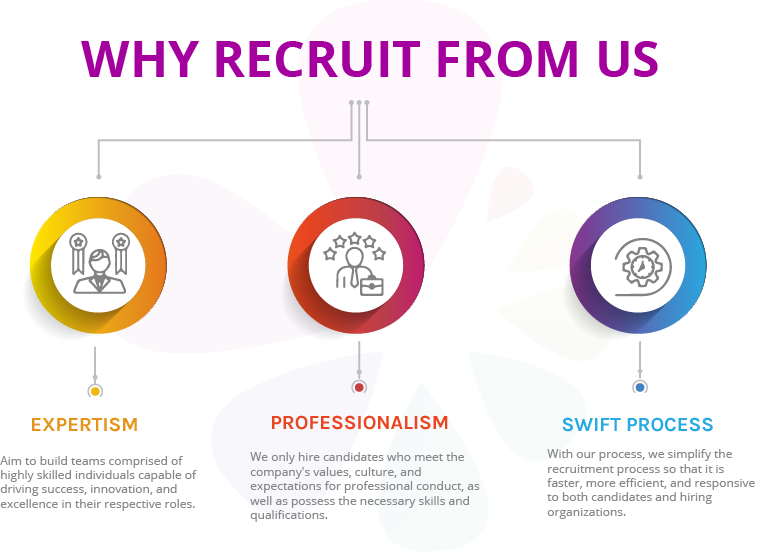 WHY RECRUIT FROM US
EXPERTISM
Aim to build teams comprised of
highly skilled individuals capable of
driving success, innovation, and
excellence in their respective roles.
PROFESSIONALISM
We only hire candidates who meet the
company's values, culture, and
expectations for professional conduct, as
well as possess the necessary skills and
qualifications.
SWIFT PROCESS
With our process, we simplify the
recruitment process so that it is
faster, more efficient, and responsive
to both candidates and hiring
organizations.